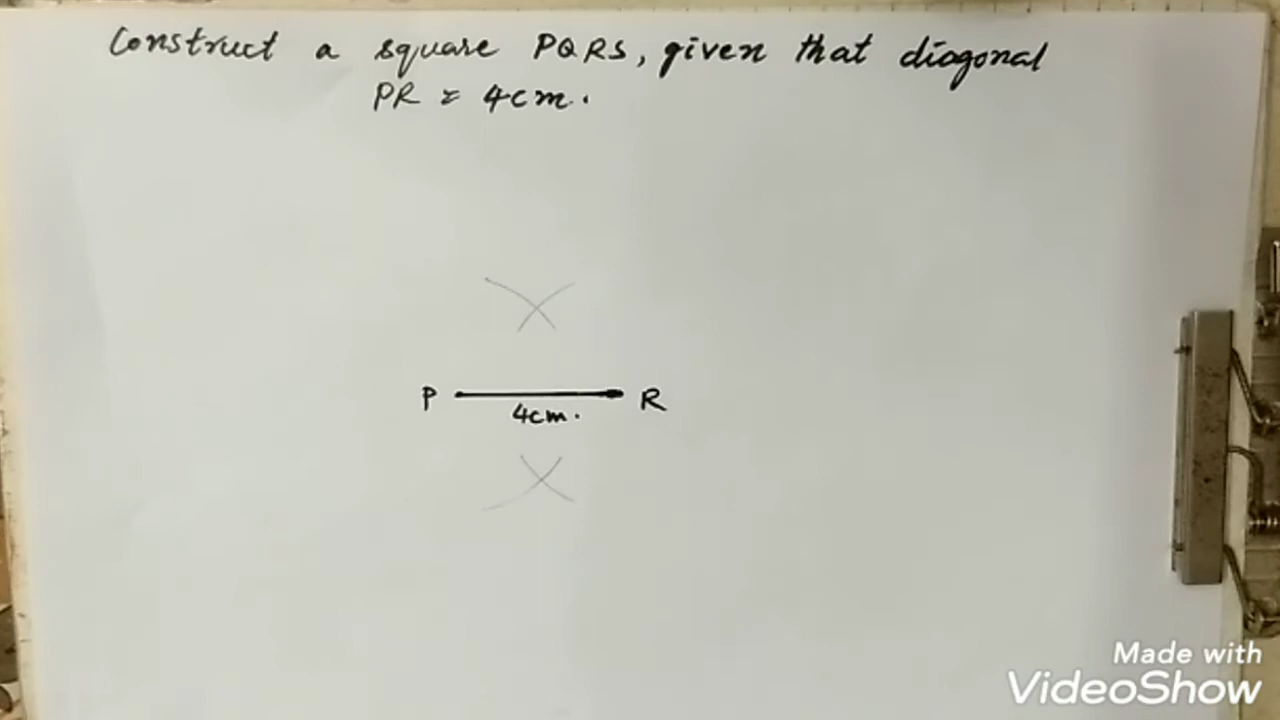 Construct a square PQRS, given that diagonal
PR = 4cm.
P R
4cm.
Made with
VideoShow